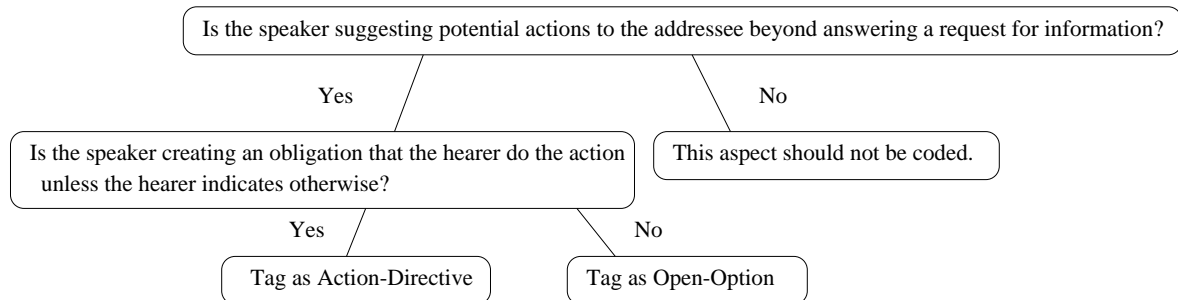 Is the speaker suggesting potential actions to the addressee beyond answering a request for information?
Yes
No
Is the speaker creating an obligation that the hearer do the action
unless the hearer indicates otherwise?
This aspect should not be coded.
Yes
No
Tag as Action-Directive
Tag as Open-Option